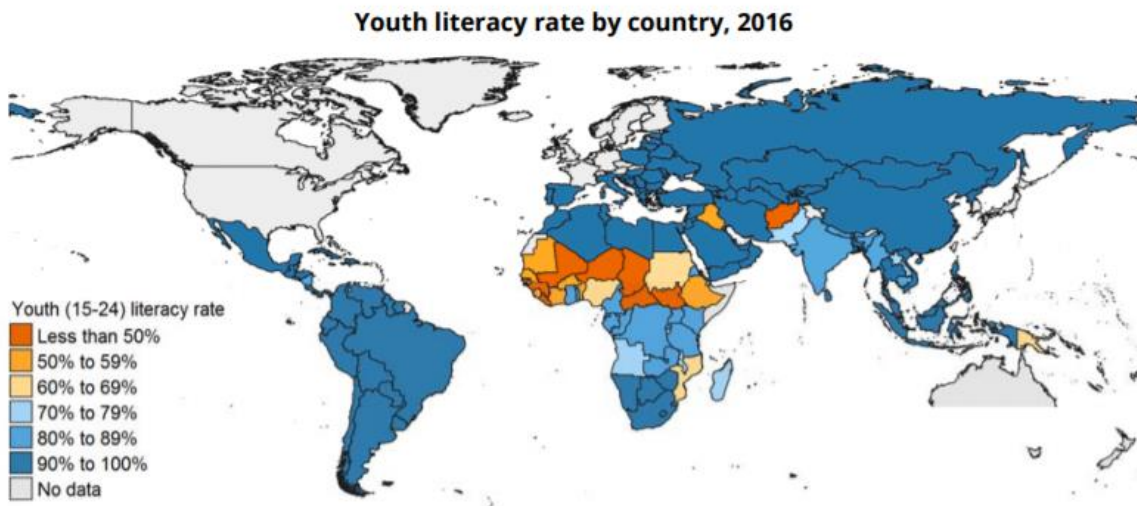 Youth literacy rate by country, 2016
Youth (15-24) literacy rate
Less than 50%
50% to 59%
60% to 69%
70% to 79%
80% to 89%
90% to 100%
No data